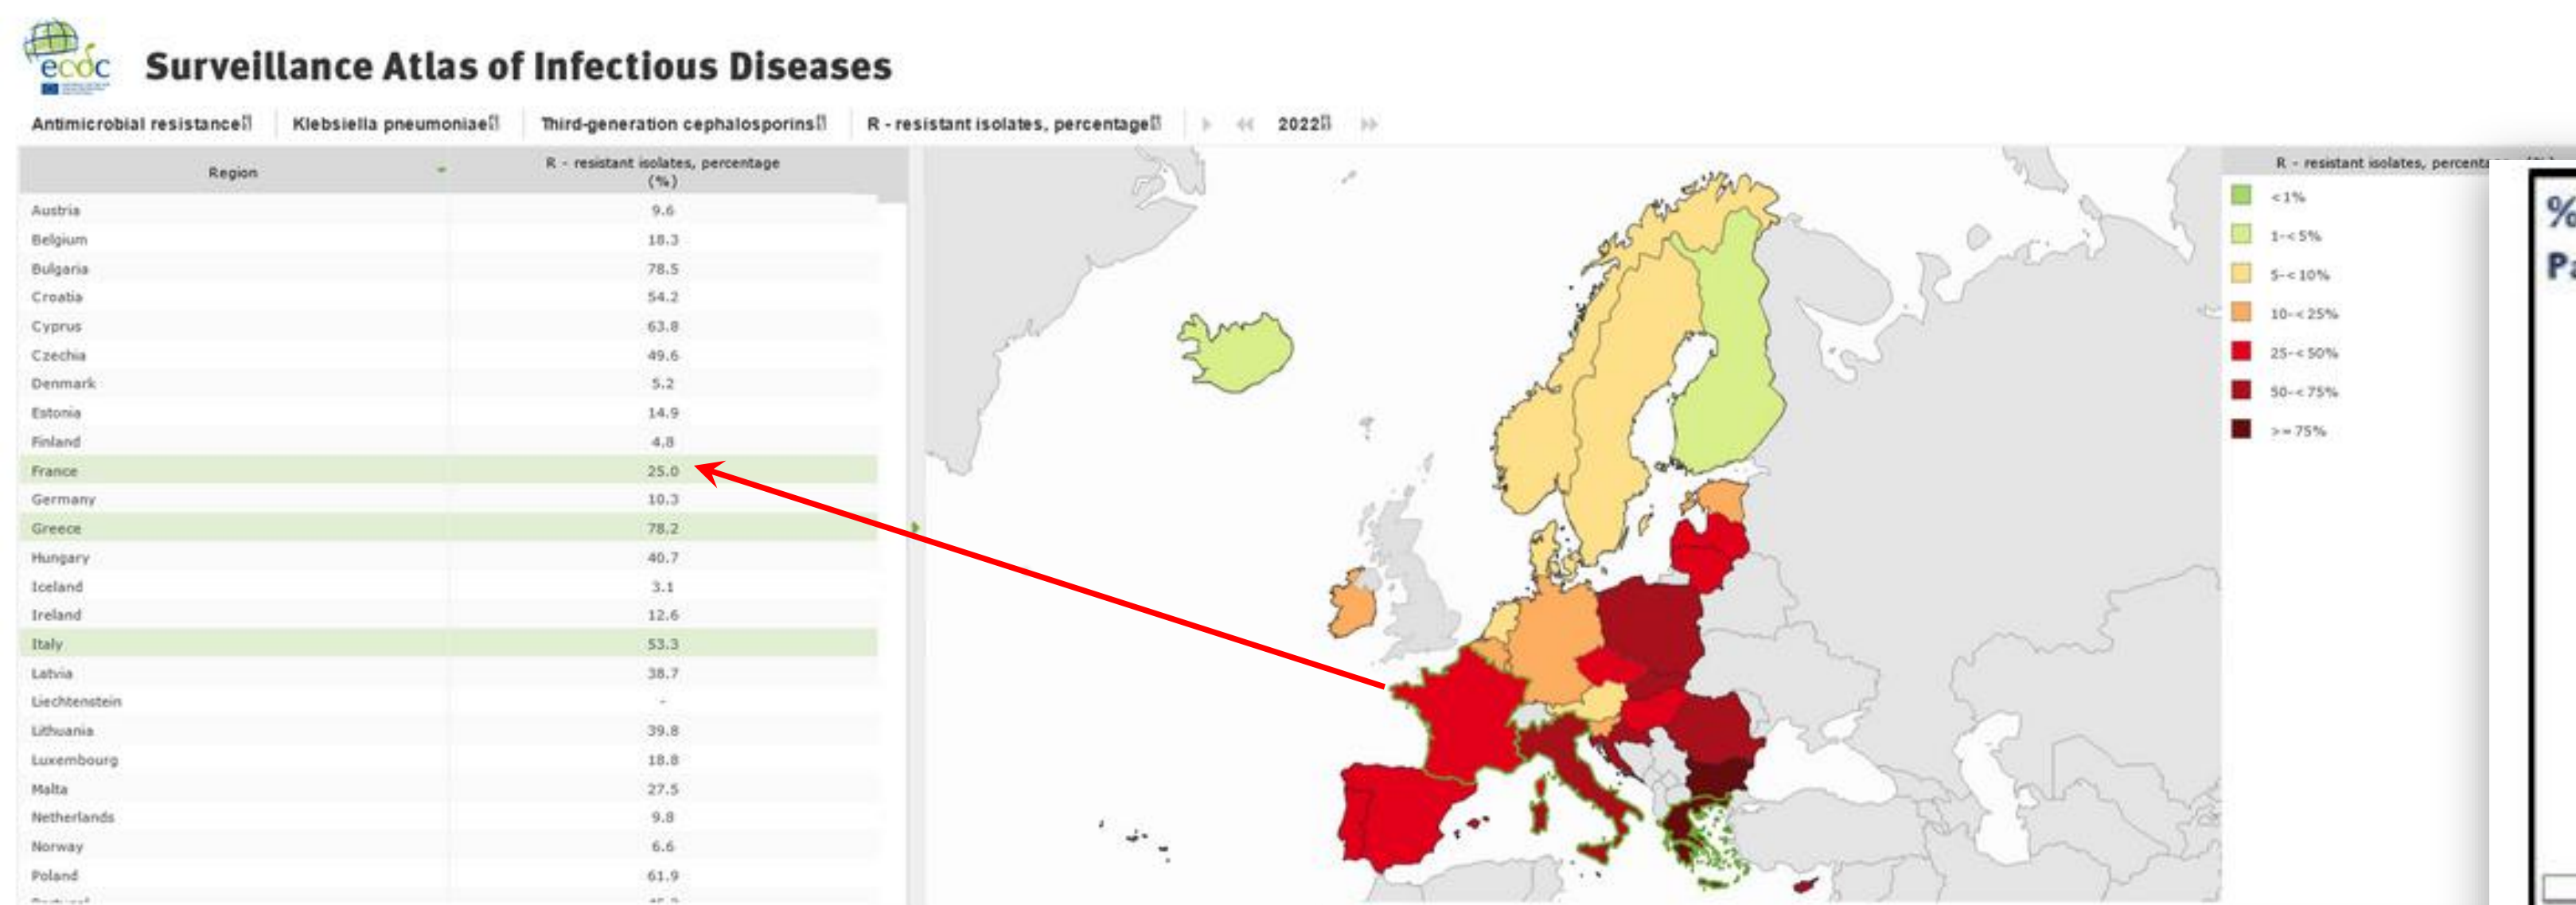 ecdc
Surveillance Atlas of Infectious Diseases
Antimicrobial resistance Klebsiella pneumoniae Third-generation cephalosporins R - resistant isolates, percentage 2022
Region R - resistant isolates, percentage
(%)
Austria 9.6
Belgium 18.3
Bulgaria 78.5
Croatia 54.2
Cyprus 63.8
Czechia 49.6
Denmark 5.2
Estonia 14.9
Finland 4.8
France 25.0
Germany 10.3
Greece 78.2
Hungary 40.7
Iceland 3.1
Ireland 12.6
Italy 53.3
Latvia 38.7
Liechtenstein -
Lithuania 39.8
Luxembourg 18.8
Malta 27.5
Netherlands 9.8
Norway 6.6
Poland 61.9
R - resistant isolates,
<1%
1-<5%
5-<10%
10-<25%
25-<50%
50-<75%
>=75%
%